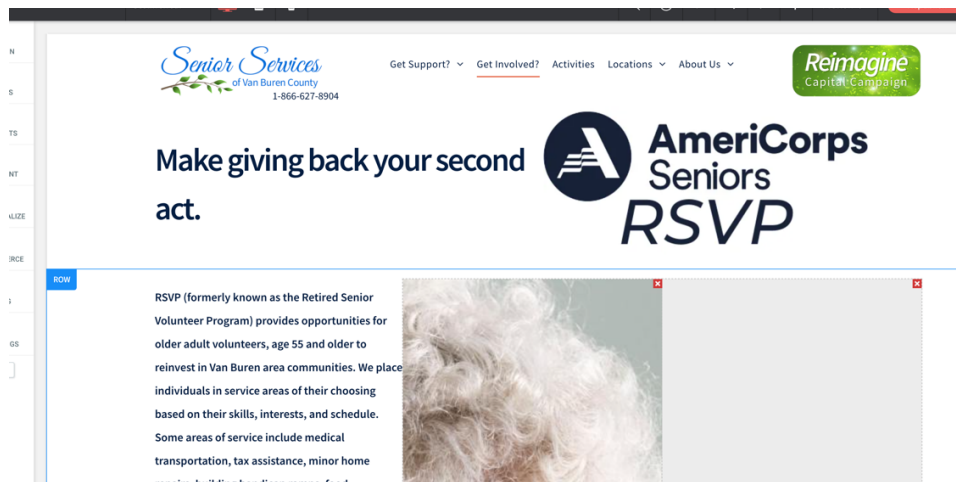 N
S
TS
NT
ALIZE
ERCE
S
GS
Senior Services
of Van Buren County
1-866-627-8904
Get Support? Get Involved? Activities Locations About Us
Reimagine
Capital Campaign
Make giving back your second
act.
AmeriCorps
Seniors
RSVP
ROW
RSVP (formerly known as the Retired Senior
Volunteer Program) provides opportunities for
older adult volunteers, age 55 and older to
reinvest in Van Buren area communities. We place
individuals in service areas of their choosing
based on their skills, interests, and schedule.
Some areas of service include medical
transportation, tax assistance, minor home